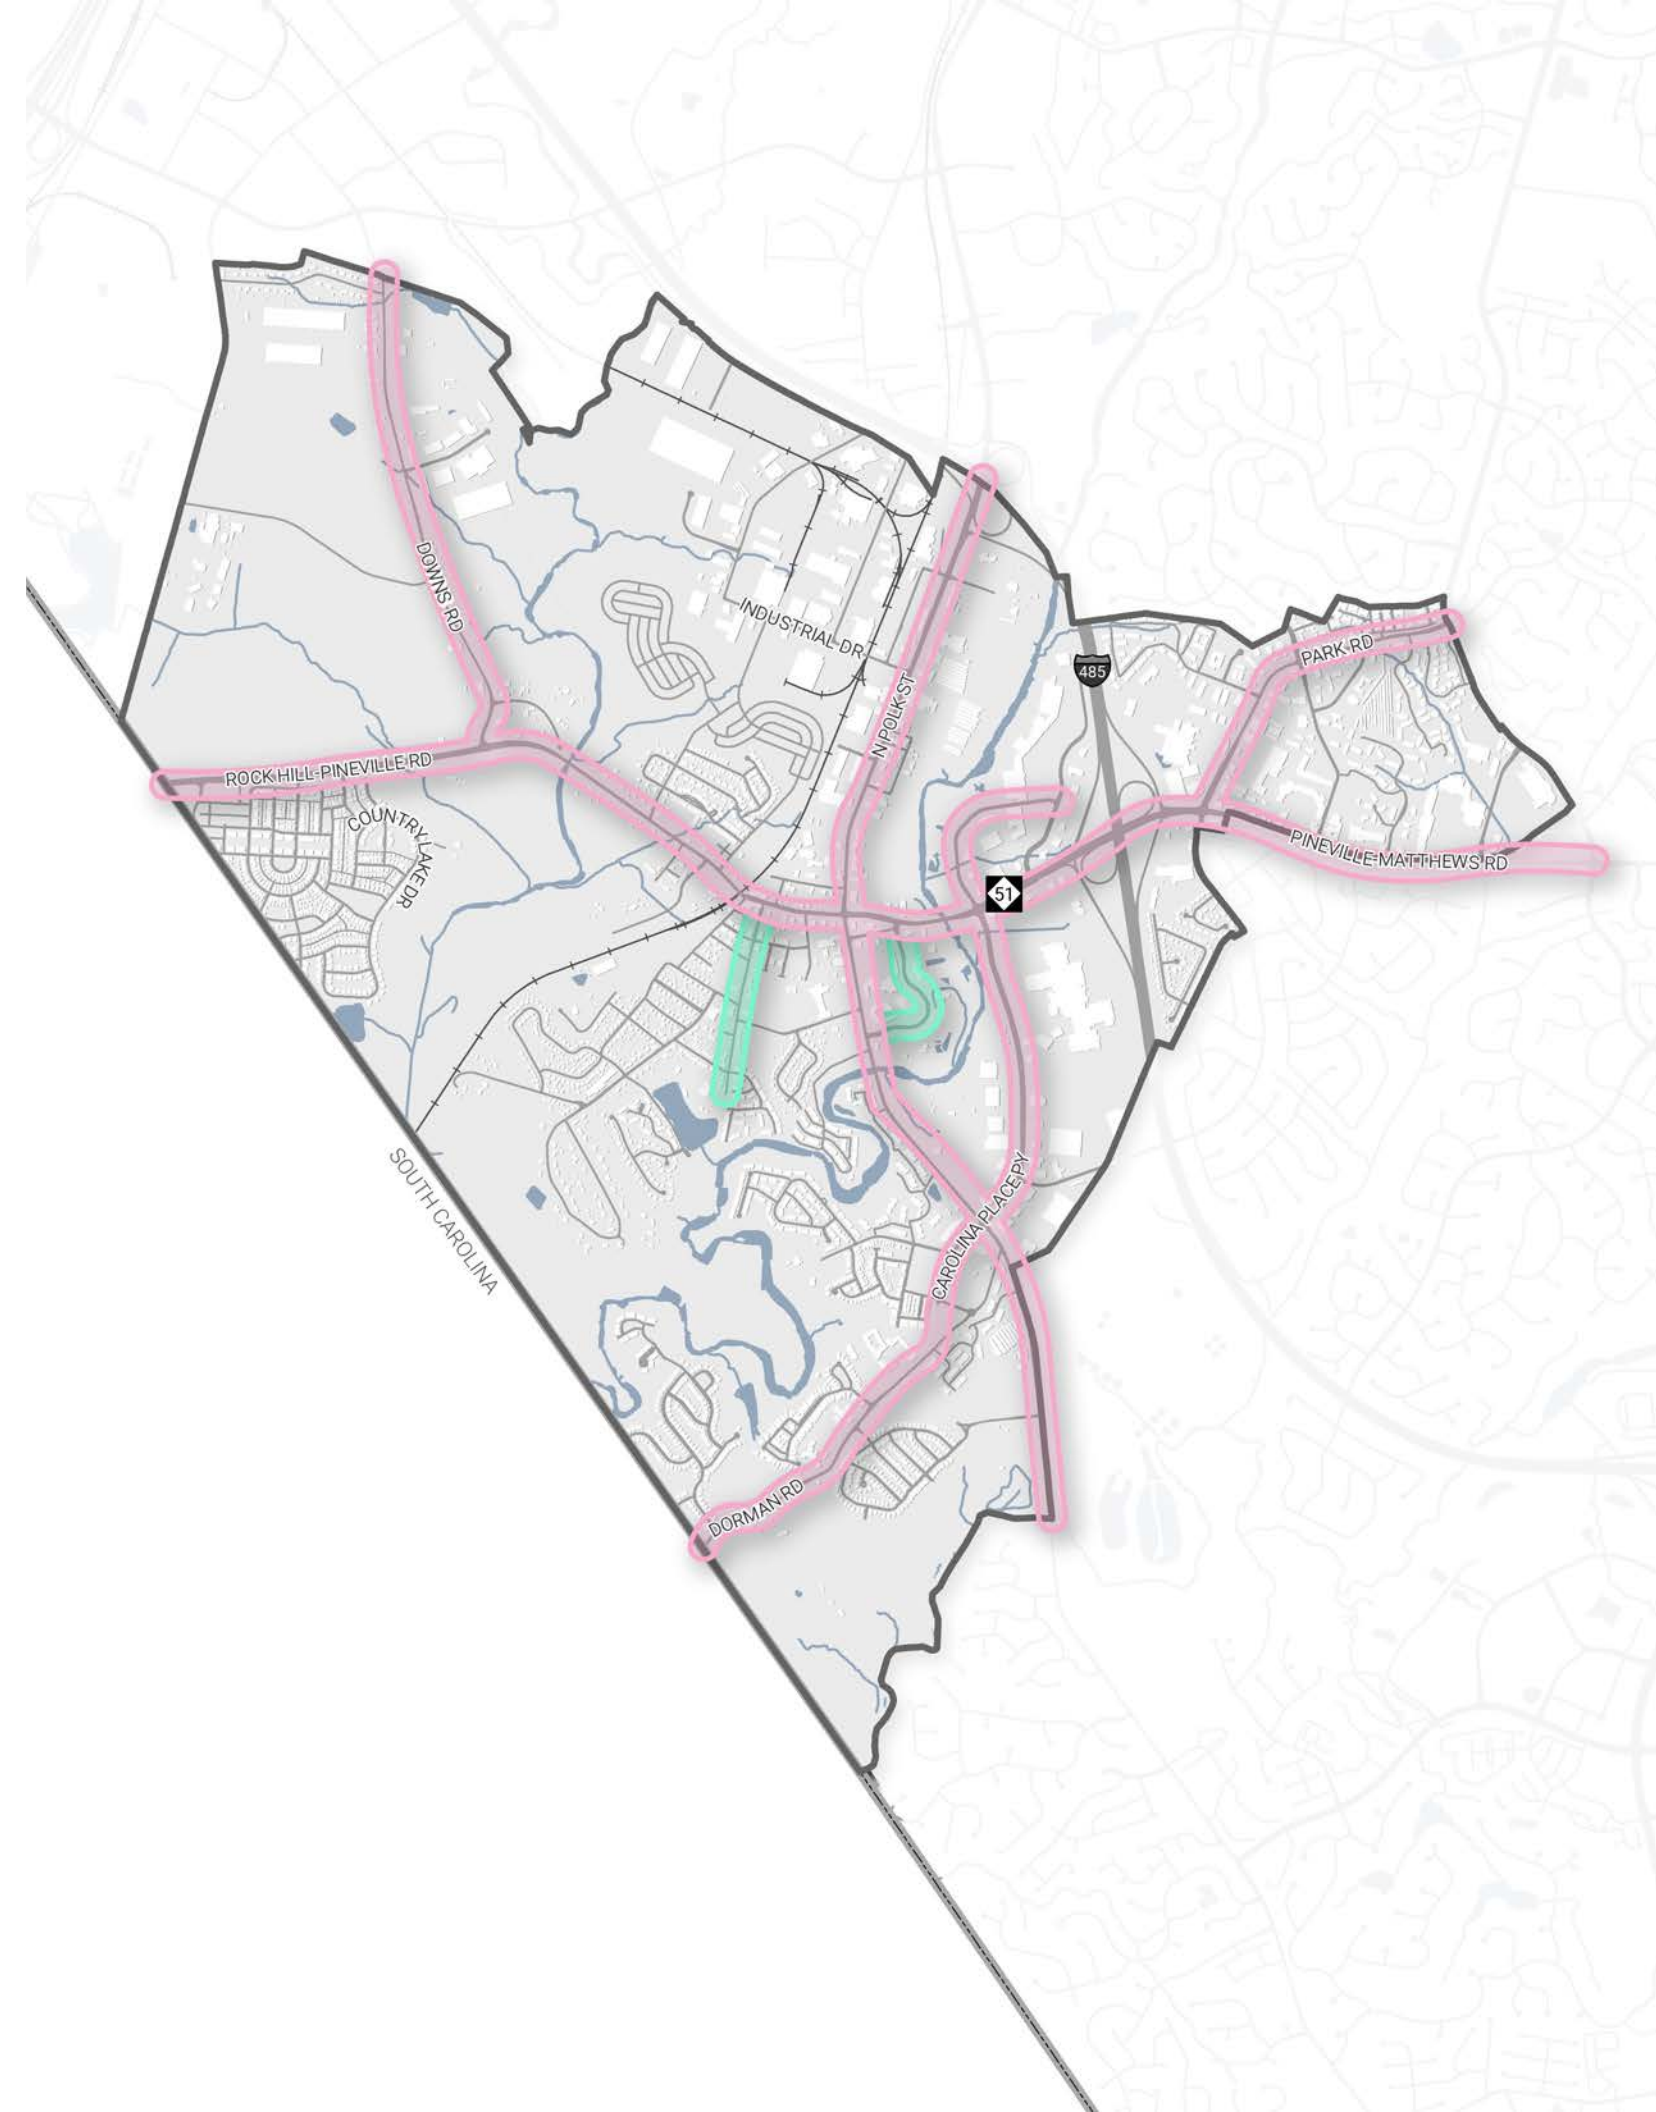 DOWNS RD
INDUSTRIAL DR
485
PARK RD
N POLK ST
ROCK HILL-PINEVILLE RD
COUNTRY LAKE DR
PINEVILLE-MATTHEWS RD
51
SOUTH CAROLINA
CAROLINA PLACE PY
DORMAN RD